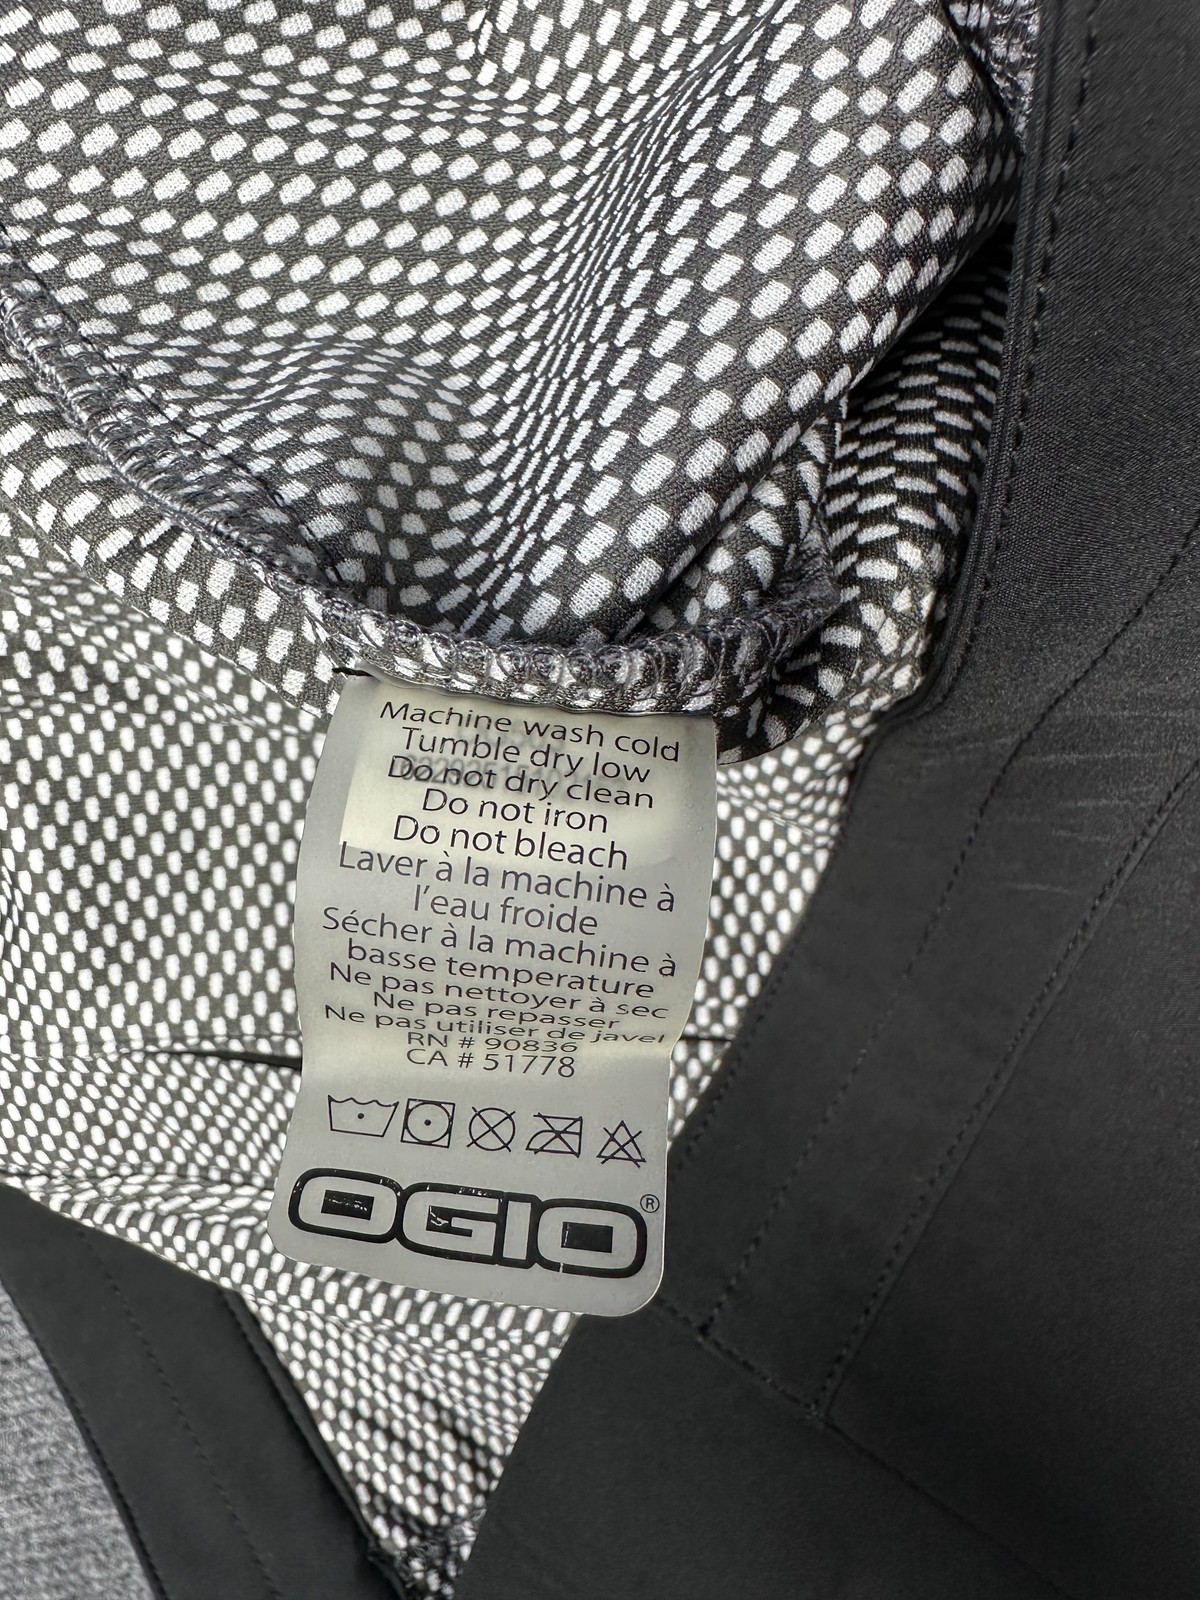 Machine wash cold
Tumble dry low
Do not dry clean
Do not iron
Do not bleach
Laver à la machine à
l'eau froide
Sécher à la machine à
basse temperature
Ne pas nettoyer à sec
Ne pas repasser
Ne pas utiliser de javel
RN # 90836
CA # 51778
OGIO®